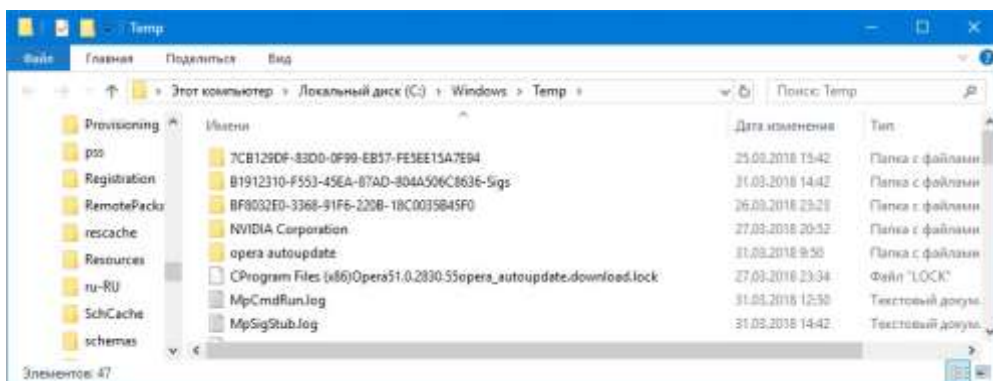 Temp
Файл Главная Поделиться Вид
Этот компьютер › Локальный диск (C:) › Windows › Temp Поиск: Temp
Имени Дата изменения Тип
Provisioning
pss
Registration
RemotePacka
rescache
Resources
ru-RU
SchCache
schemas
7CB129DF-83D0-0F99-EB57-FE5EE15A7E94 25.03.2018 15:42 Папка с файлами
B1912310-F553-45EA-87AD-804A506C8636-Sigs 31.03.2018 14:42 Папка с файлами
BF8032E0-3368-91F6-220B-18C0035B45F0 26.03.2018 23:23 Папка с файлами
NVIDIA Corporation 27.03.2018 20:52 Папка с файлами
opera autoupdate 31.03.2018 9:50 Папка с файлами
CProgram Files (x86)Opera51.0.2830.55opera_autoupdate.download.lock 27.03.2018 23:34 Файл "LOCK"
MpCmdRun.log 31.03.2018 12:50 Текстовый докум...
MpSigStub.log 31.03.2018 14:42 Текстовый докум...
Элементов: 47